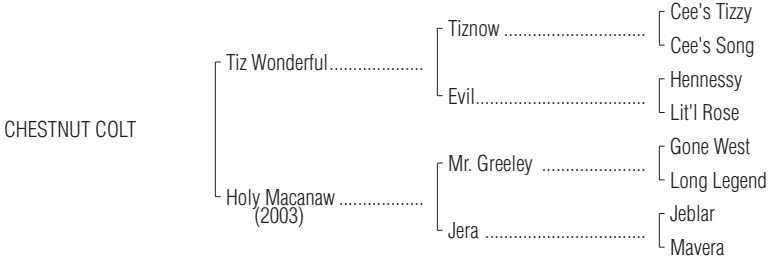 Cee's Tizzy
Tiznow ..............................
Cee's Song
Tiz Wonderful....................
Hennessy
Evil....................................
Lit'l Rose
CHESTNUT COLT
Gone West
Mr. Greeley ......................
Long Legend
Holy Macanaw ..................
(2003)
Jeblar
Jera ..................................
Mavera